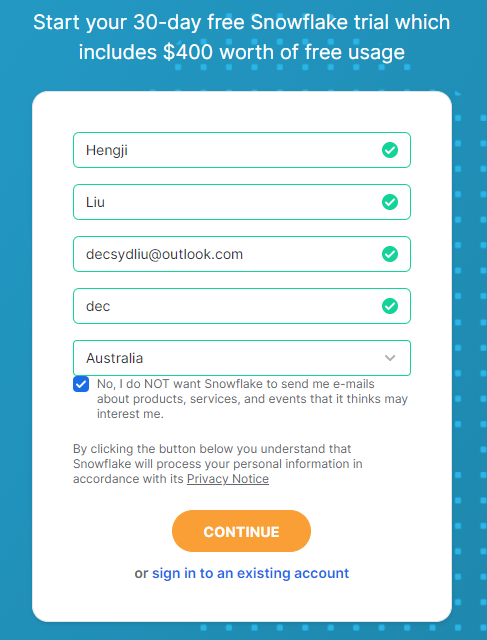 Start your 30-day free Snowflake trial which
includes $400 worth of free usage
Hengji
Liu
decsydliu@outlook.com
dec
Australia
No, I do NOT want Snowflake to send me e-mails
about products, services, and events that it thinks may
interest me.
By clicking the button below you understand that
Snowflake will process your personal information in
accordance with its Privacy Notice
CONTINUE
or sign in to an existing account